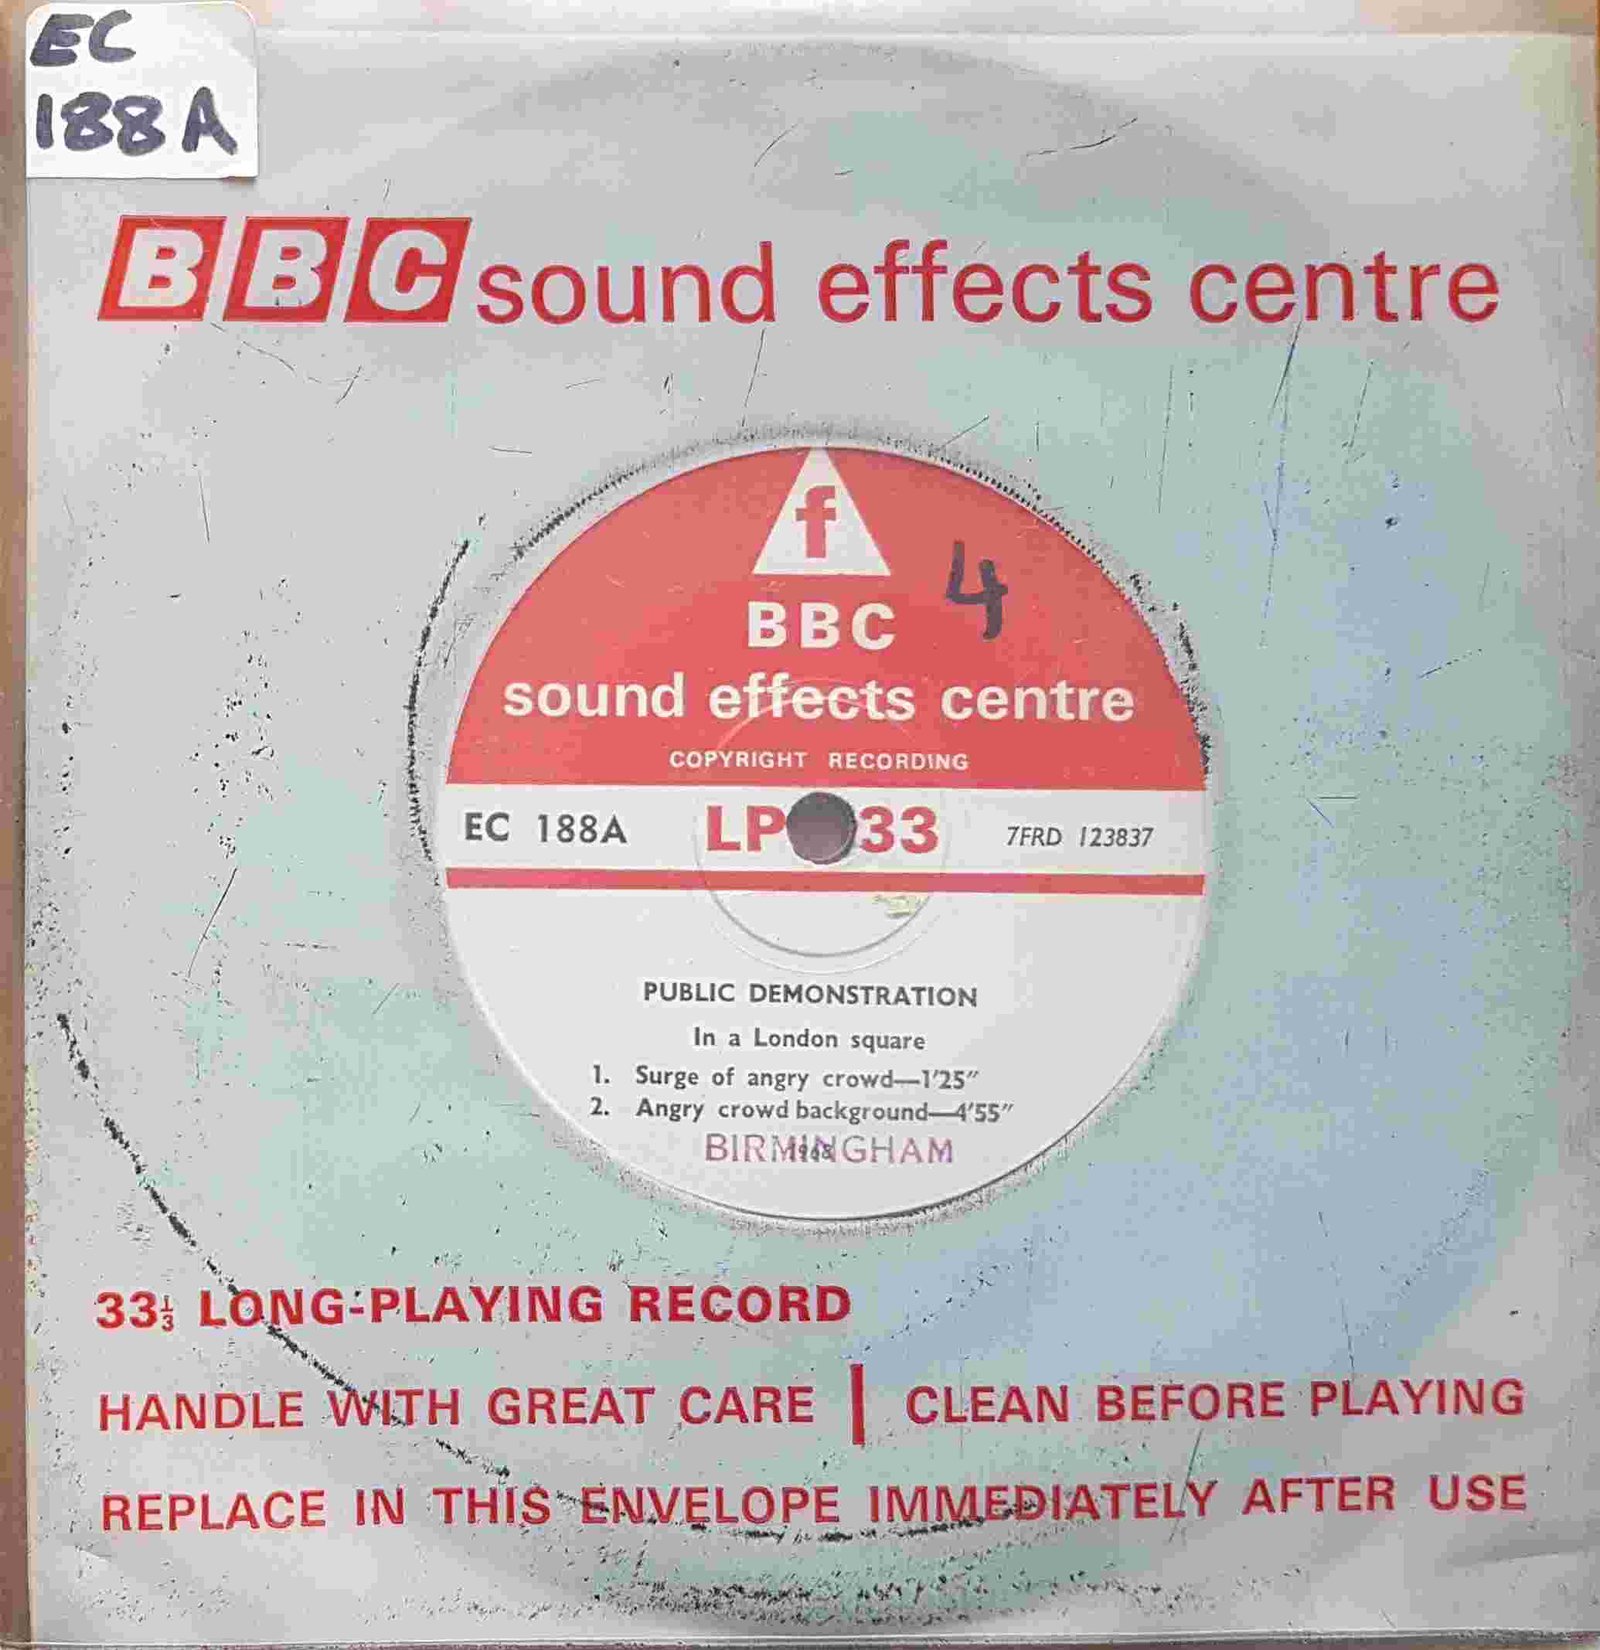 EC
188A
BBC sound effects centre
f
4
BBC
sound effects centre
COPYRIGHT RECORDING
EC 188A LP 33 7FRD 123837
PUBLIC DEMONSTRATION
In a London square
1. Surge of angry crowd—1'25"
2. Angry crowd background—4'55"
BIRMINGHAM
33⅓ LONG-PLAYING RECORD
HANDLE WITH GREAT CARE | CLEAN BEFORE PLAYING
REPLACE IN THIS ENVELOPE IMMEDIATELY AFTER USE